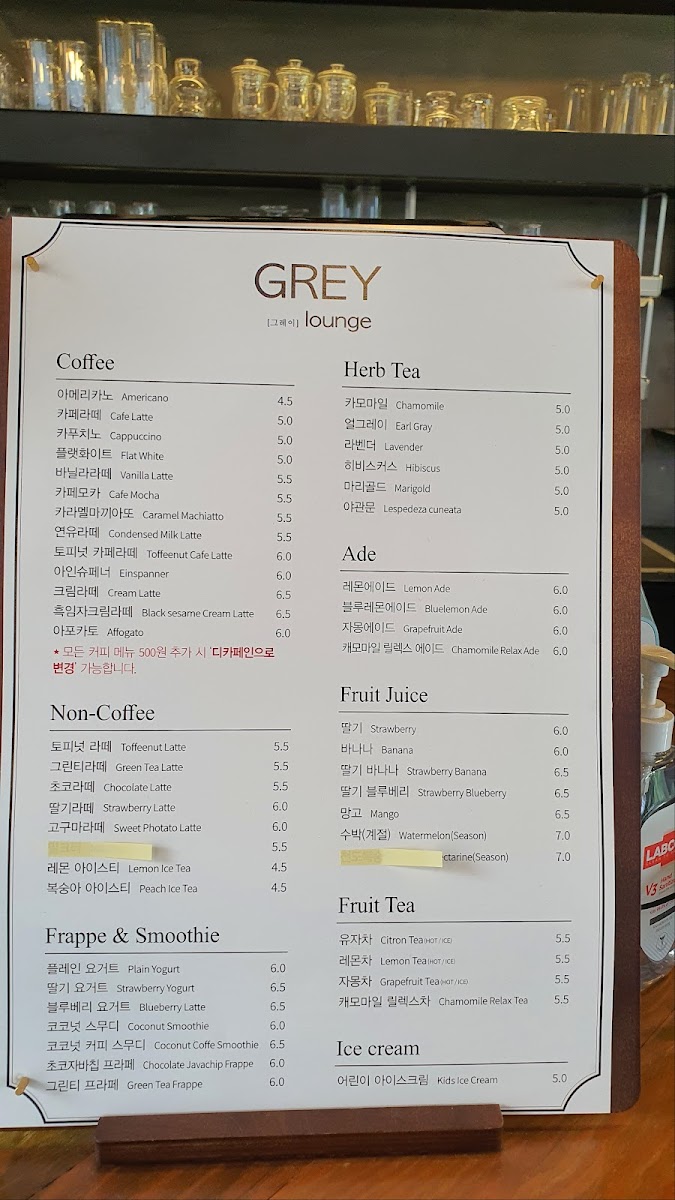 GREY
[그레이] lounge
Coffee
아메리카노 Americano 4.5
카페라떼 Cafe Latte 5.0
카푸치노 Cappuccino 5.0
플랫화이트 Flat White 5.0
바닐라라떼 Vanilla Latte 5.5
카페모카 Cafe Mocha 5.5
카라멜마끼아또 Caramel Machiatto 5.5
연유라떼 Condensed Milk Latte 5.5
토피넛 카페라떼 Toffeenut Cafe Latte 6.0
아인슈페너 Einspanner 6.0
크림라떼 Cream Latte 6.5
흑임자크림라떼 Black sesame Cream Latte 6.5
아포카토 Affogato 6.0
* 모든 커피 메뉴 500원 추가 시 '디카페인으로
변경' 가능합니다.
Non-Coffee
토피넛 라떼 Toffeenut Latte 5.5
그린티라떼 Green Tea Latte 5.5
초코라떼 Chocolate Latte 5.5
딸기라떼 Strawberry Latte 6.0
고구마라떼 Sweet Photato Latte 6.0
5.5
레몬 아이스티 Lemon Ice Tea 4.5
복숭아 아이스티 Peach Ice Tea 4.5
Frappe & Smoothie
플레인 요거트 Plain Yogurt 6.0
딸기 요거트 Strawberry Yogurt 6.5
블루베리 요거트 Blueberry Latte 6.5
코코넛 스무디 Coconut Smoothie 6.0
코코넛 커피 스무디 Coconut Coffe Smoothie 6.5
초코자바칩 프라페 Chocolate Javachip Frappe 6.0
그린티 프라페 Green Tea Frappe 6.0
Herb Tea
카모마일 Chamomile 5.0
얼그레이 Earl Gray 5.0
라벤더 Lavender 5.0
히비스커스 Hibiscus 5.0
마리골드 Marigold 5.0
야관문 Lespedeza cuneata 5.0
Ade
레몬에이드 Lemon Ade 6.0
블루레몬에이드 Bluelemon Ade 6.0
자몽에이드 Grapefruit Ade 6.0
캐모마일 릴렉스 에이드 Chamomile Relax Ade 6.0
Fruit Juice
딸기 Strawberry 6.0
바나나 Banana 6.0
딸기 바나나 Strawberry Banana 6.5
딸기 블루베리 Strawberry Blueberry 6.5
망고 Mango 6.5
수박(계절) Watermelon(Season) 7.0
ctarine(Season) 7.0
Fruit Tea
유자차 Citron Tea(HOT / ICE) 5.5
레몬차 Lemon Tea(HOT / ICE) 5.5
자몽차 Grapefruit Tea(HOT / ICE) 5.5
캐모마일 릴렉스차 Chamomile Relax Tea 5.5
Ice cream
어린이 아이스크림 Kids Ice Cream 5.0
LABCO
V3 Hand